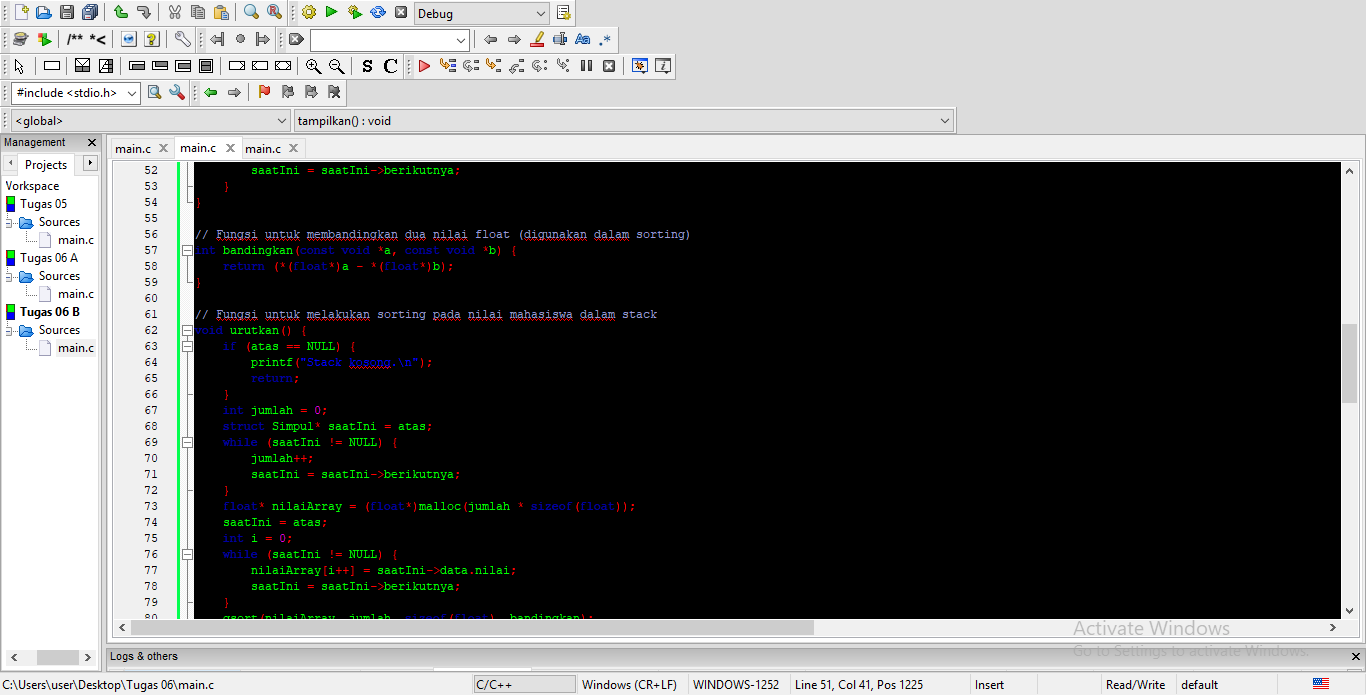 Debug
/** *<
Aa .*
S C
#include <stdio.h>
<global>
tampilkan() : void
Management
main.c main.c main.c
Projects
Workspace
Tugas 05
Sources
main.c
Tugas 06 A
Sources
main.c
Tugas 06 B
Sources
main.c
52 saatIni = saatIni->berikutnya;
53 }
54 }
55
56 // Fungsi untuk membandingkan dua nilai float (digunakan dalam sorting)
57 int bandingkan(const void *a, const void *b) {
58 return (*(float*)a - *(float*)b);
59 }
60
61 // Fungsi untuk melakukan sorting pada nilai mahasiswa dalam stack
62 void urutkan() {
63 if (atas == NULL) {
64 printf("Stack kosong.\n");
65 return;
66 }
67 int jumlah = 0;
68 struct Simpul* saatIni = atas;
69 while (saatIni != NULL) {
70 jumlah++;
71 saatIni = saatIni->berikutnya;
72 }
73 float* nilaiArray = (float*)malloc(jumlah * sizeof(float));
74 saatIni = atas;
75 int i = 0;
76 while (saatIni != NULL) {
77 nilaiArray[i++] = saatIni->data.nilai;
78 saatIni = saatIni->berikutnya;
79 }
80 qsort(nilaiArray, jumlah, sizeof(float), bandingkan);
Activate Windows
Go to Settings to activate Windows.
Logs & others
C:\Users\user\Desktop\Tugas 06\main.c
C/C++
Windows (CR+LF)
WINDOWS-1252
Line 51, Col 41, Pos 1225
Insert
Read/Write
default